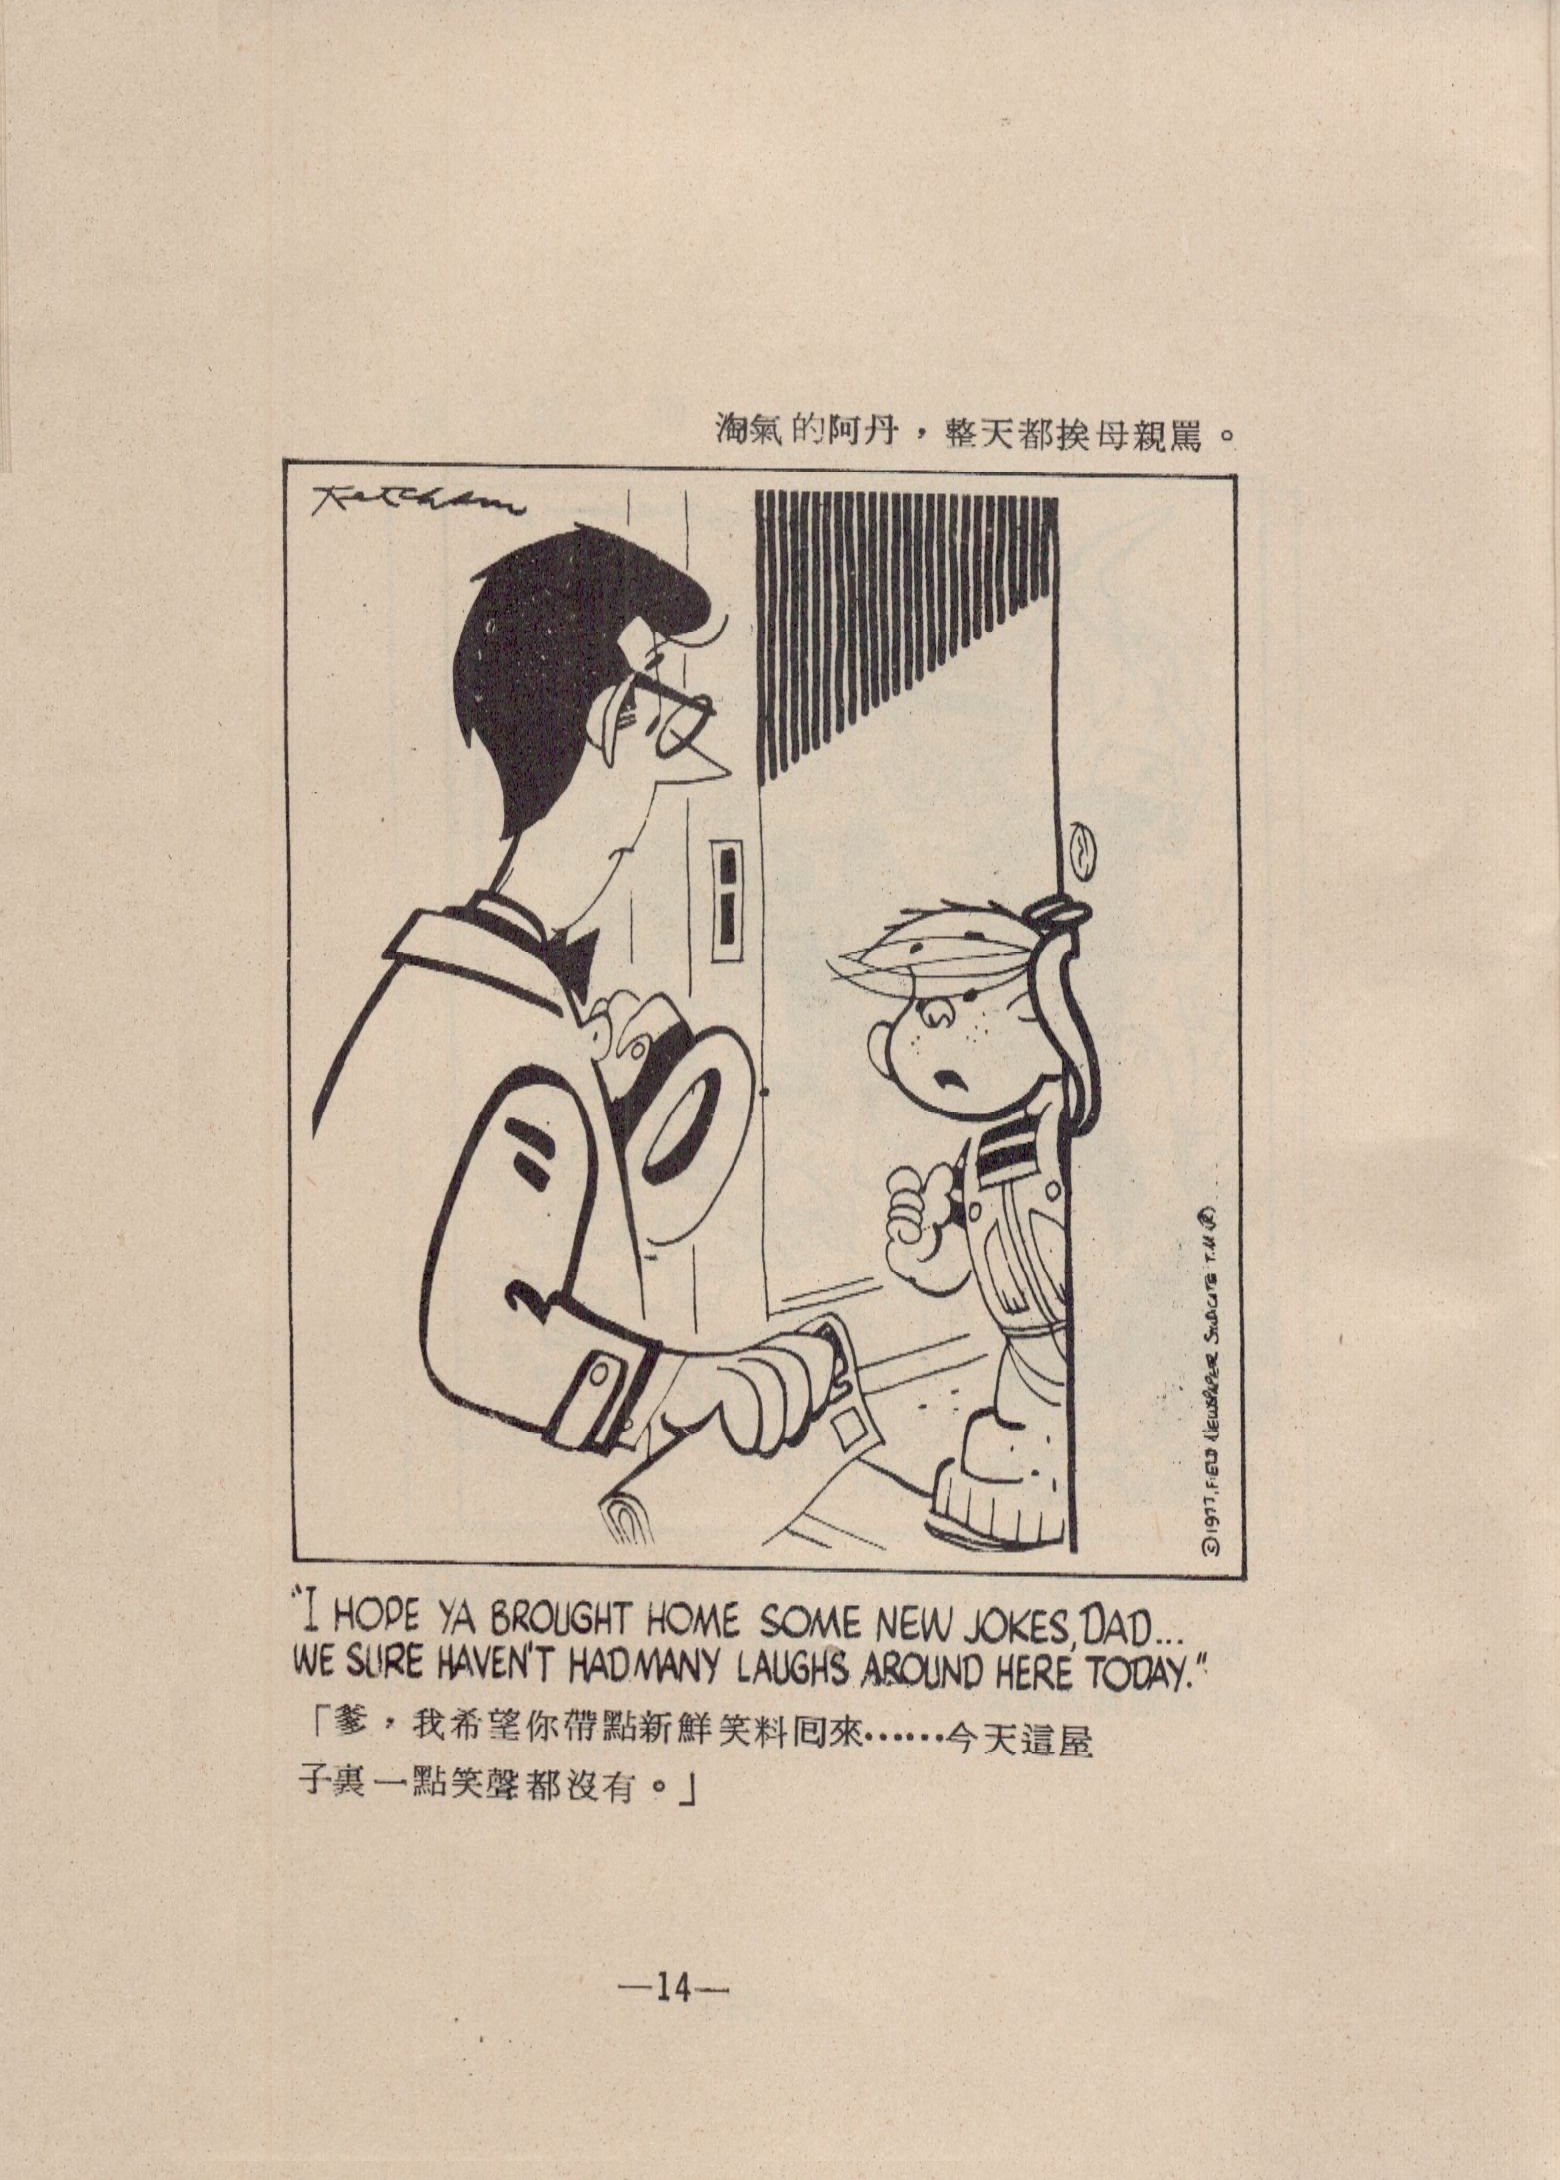 淘氣的阿丹，整天都挨母親罵。
Ketcham
©1977, FIELD NEWSPAPER SYNDICATE T.M.®
"I HOPE YA BROUGHT HOME SOME NEW JOKES, DAD...
WE SURE HAVEN'T HAD MANY LAUGHS AROUND HERE TODAY."
「爹，我希望你帶點新鮮笑料囘來⋯⋯今天這屋
子裏一點笑聲都沒有。」
—14—